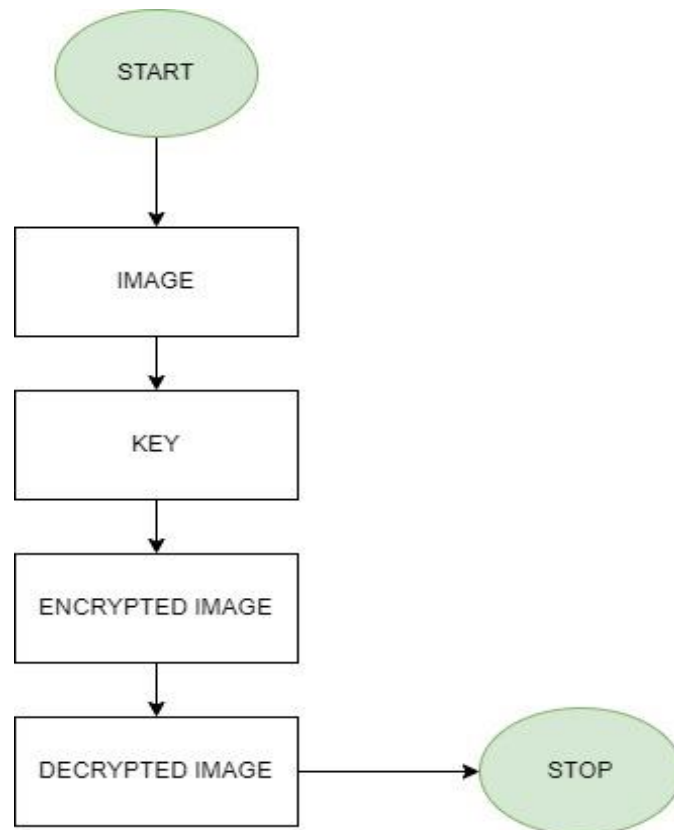 START
IMAGE
KEY
ENCRYPTED IMAGE
DECRYPTED IMAGE
STOP